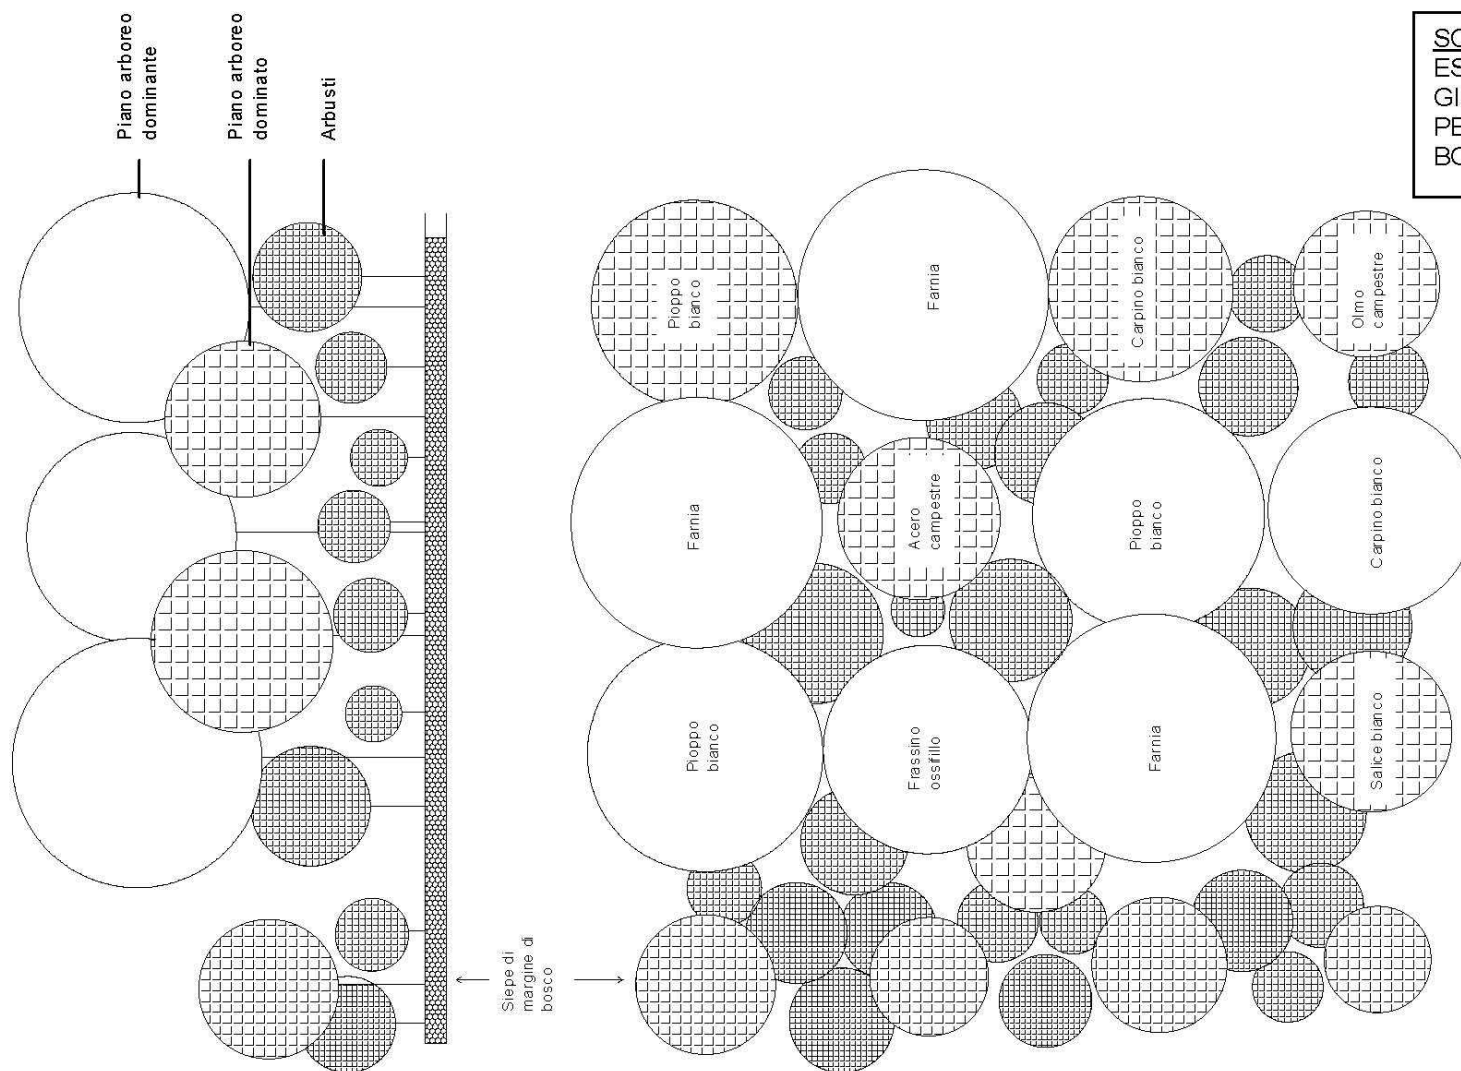 Piano arboreo
dominante
Piano arboreo
dominato
Arbusti
Pioppo
bianco
Farnia
Carpino bianco
Olmo
campestre
Farnia
Acero
campestre
Pioppo
bianco
Carpino bianco
Pioppo
bianco
Frassino
ossifillo
Farnia
Salice bianco
Siepe di
margine di
bosco